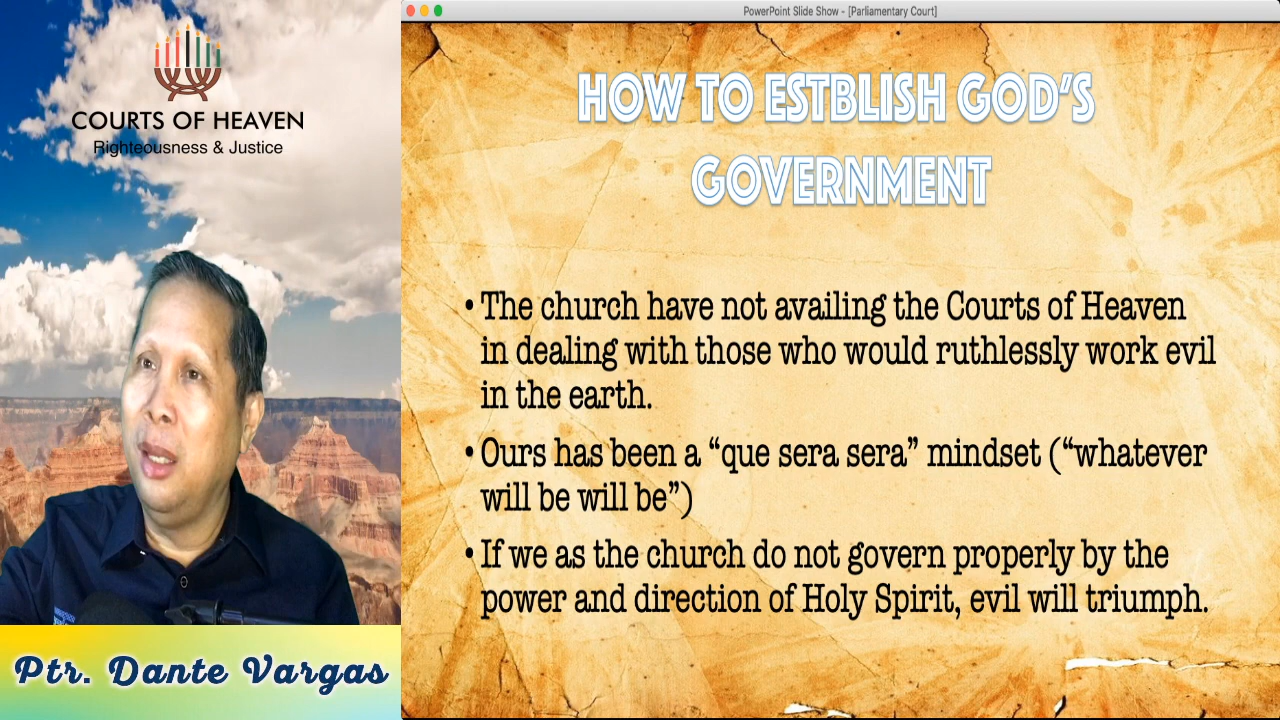 PowerPoint Slide Show - [Parliamentary Court]
COURTS OF HEAVEN
Righteousness & Justice
HOW TO ESTBLISH GOD'S
GOVERNMENT
• The church have not availing the Courts of Heaven
in dealing with those who would ruthlessly work evil
in the earth.
• Ours has been a “que sera sera” mindset (“whatever
will be will be”)
• If we as the church do not govern properly by the
power and direction of Holy Spirit, evil will triumph.
Ptr. Dante Vargas